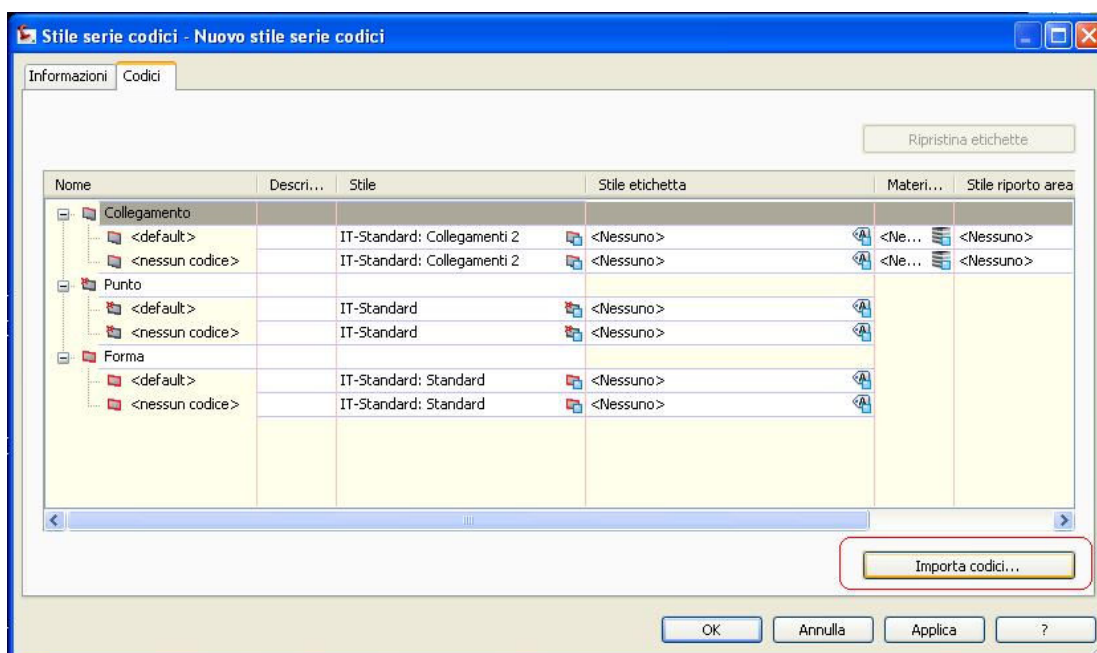 Stile serie codici - Nuovo stile serie codici
Informazioni Codici
Ripristina etichette
Nome Descri... Stile Stile etichetta Materi... Stile riporto area
Collegamento
<default> IT-Standard: Collegamenti 2 <Nessuno> <Ne... <Nessuno>
<nessun codice> IT-Standard: Collegamenti 2 <Nessuno> <Ne... <Nessuno>
Punto
<default> IT-Standard <Nessuno>
<nessun codice> IT-Standard <Nessuno>
Forma
<default> IT-Standard: Standard <Nessuno>
<nessun codice> IT-Standard: Standard <Nessuno>
Importa codici...
OK Annulla Applica ?